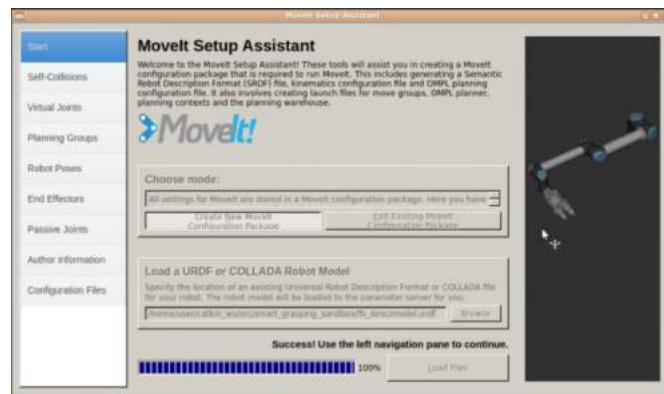 MoveIt Setup Assistant
Start
Self-Collisions
Virtual Joints
Planning Groups
Robot Poses
End Effectors
Passive Joints
Author Information
Configuration Files
MoveIt Setup Assistant
Welcome to the MoveIt Setup Assistant! These tools will assist you in creating a MoveIt
configuration package that is required to run MoveIt. This includes generating a Semantic
Robot Description Format (SRDF) file, kinematics configuration file and OMPL planning
configuration file. It also involves creating launch files for move groups, OMPL planner,
planning contexts and the planning warehouse.
MoveIt!
Choose mode:
All settings for MoveIt are stored in a MoveIt configuration package. Here you have
Create New MoveIt
Configuration Package
Edit Existing MoveIt
Configuration Package
Load a URDF or COLLADA Robot Model
Specify the location of an existing Universal Robot Description Format or COLLADA file
for your robot. The robot model will be loaded to the parameter server for you.
/home/user/catkin_ws/src/smart_grasping_sandbox/fh_desc/model.urdf
Browse
Success! Use the left navigation pane to continue.
100%
Load Files